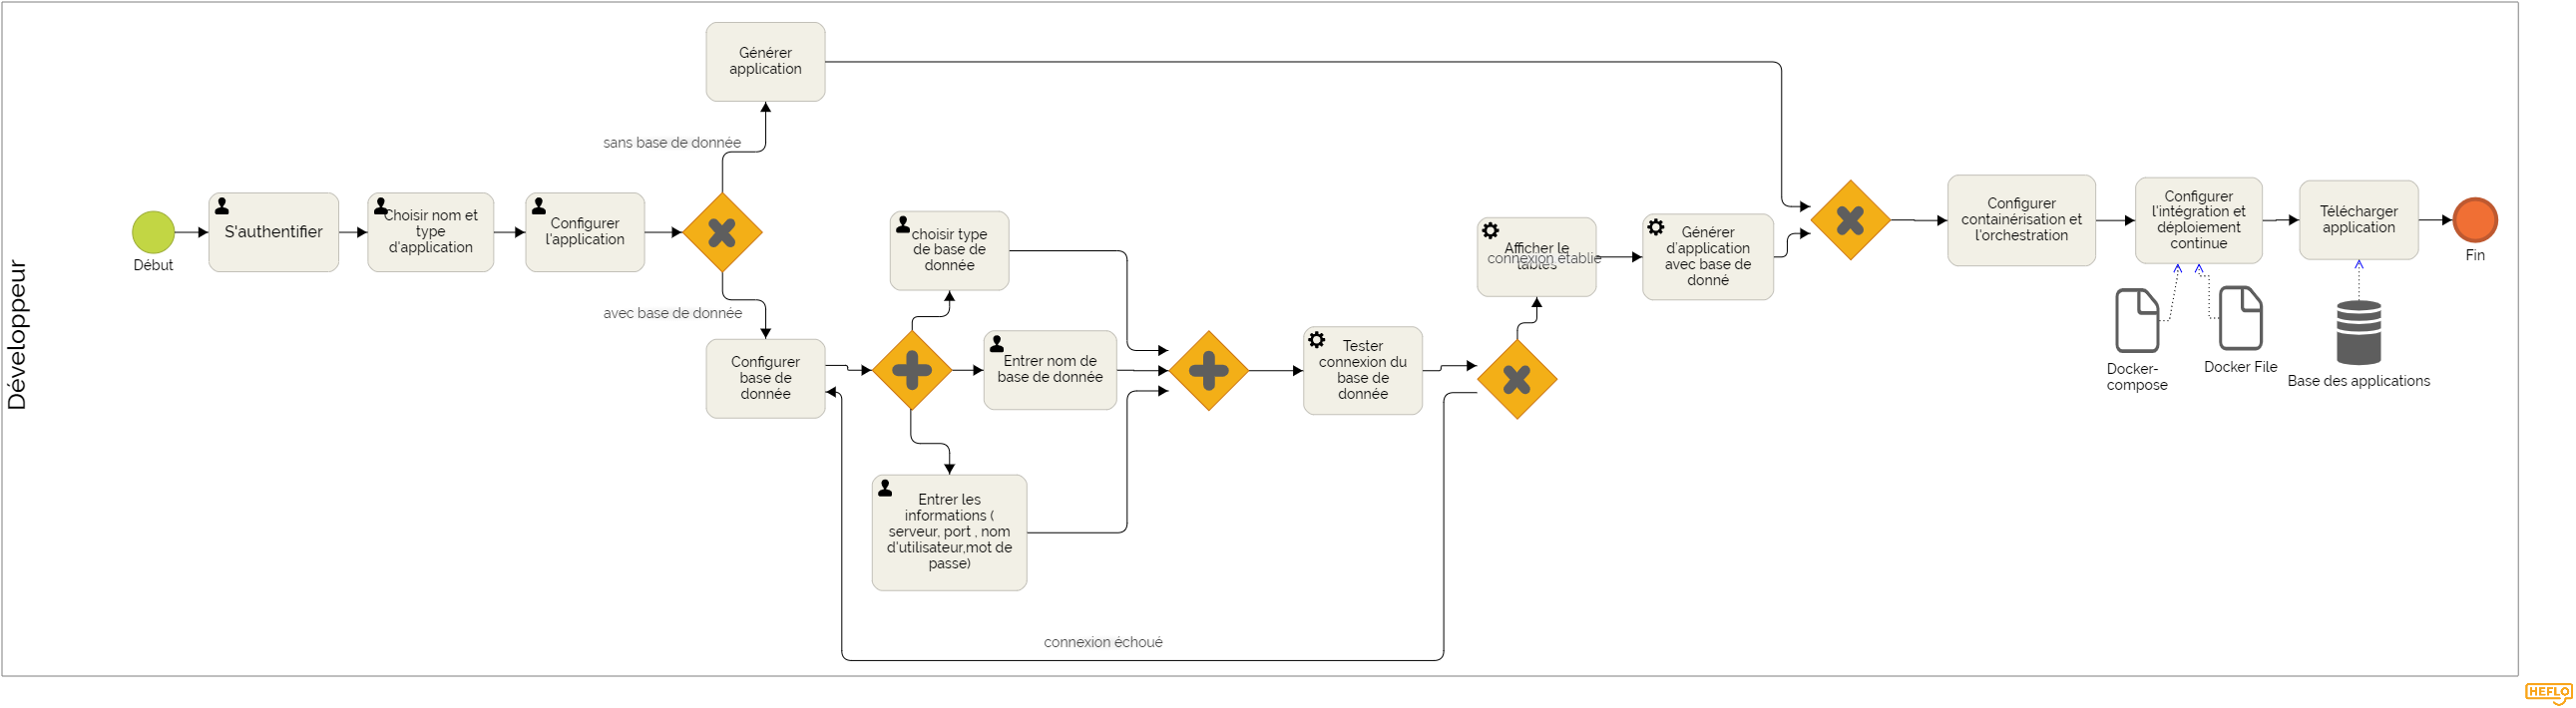 Développeur
Début
S'authentifier
Choisir nom et
type
d'application
Configurer
l'application
sans base de donnée
avec base de donnée
Générer
application
Configurer
base de
donnée
choisir type
de base de
donnée
Entrer nom de
base de donnée
Entrer les
informations (
serveur, port , nom
d'utilisateur,mot de
passe)
connexion échoué
Tester
connexion du
base de
donnée
Afficher le
tables
connexion établie
Générer
d'application
avec base de
donné
Configurer
containérisation et
l'orchestration
Configurer
l'intégration et
déploiement
continue
Docker-
compose
Docker File
Télécharger
application
Base des applications
Fin
HEFLO